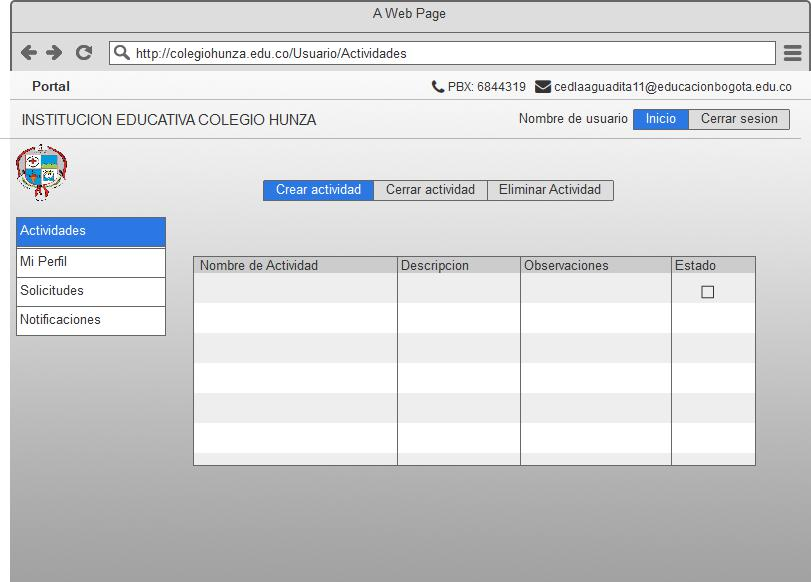 A Web Page
http://colegiohunza.edu.co/Usuario/Actividades
Portal PBX: 6844319 cedlaaguadita11@educacionbogota.edu.co
INSTITUCION EDUCATIVA COLEGIO HUNZA Nombre de usuario Inicio Cerrar sesion
Crear actividad Cerrar actividad Eliminar Actividad
Actividades
Mi Perfil
Solicitudes
Notificaciones
Nombre de Actividad Descripcion Observaciones Estado